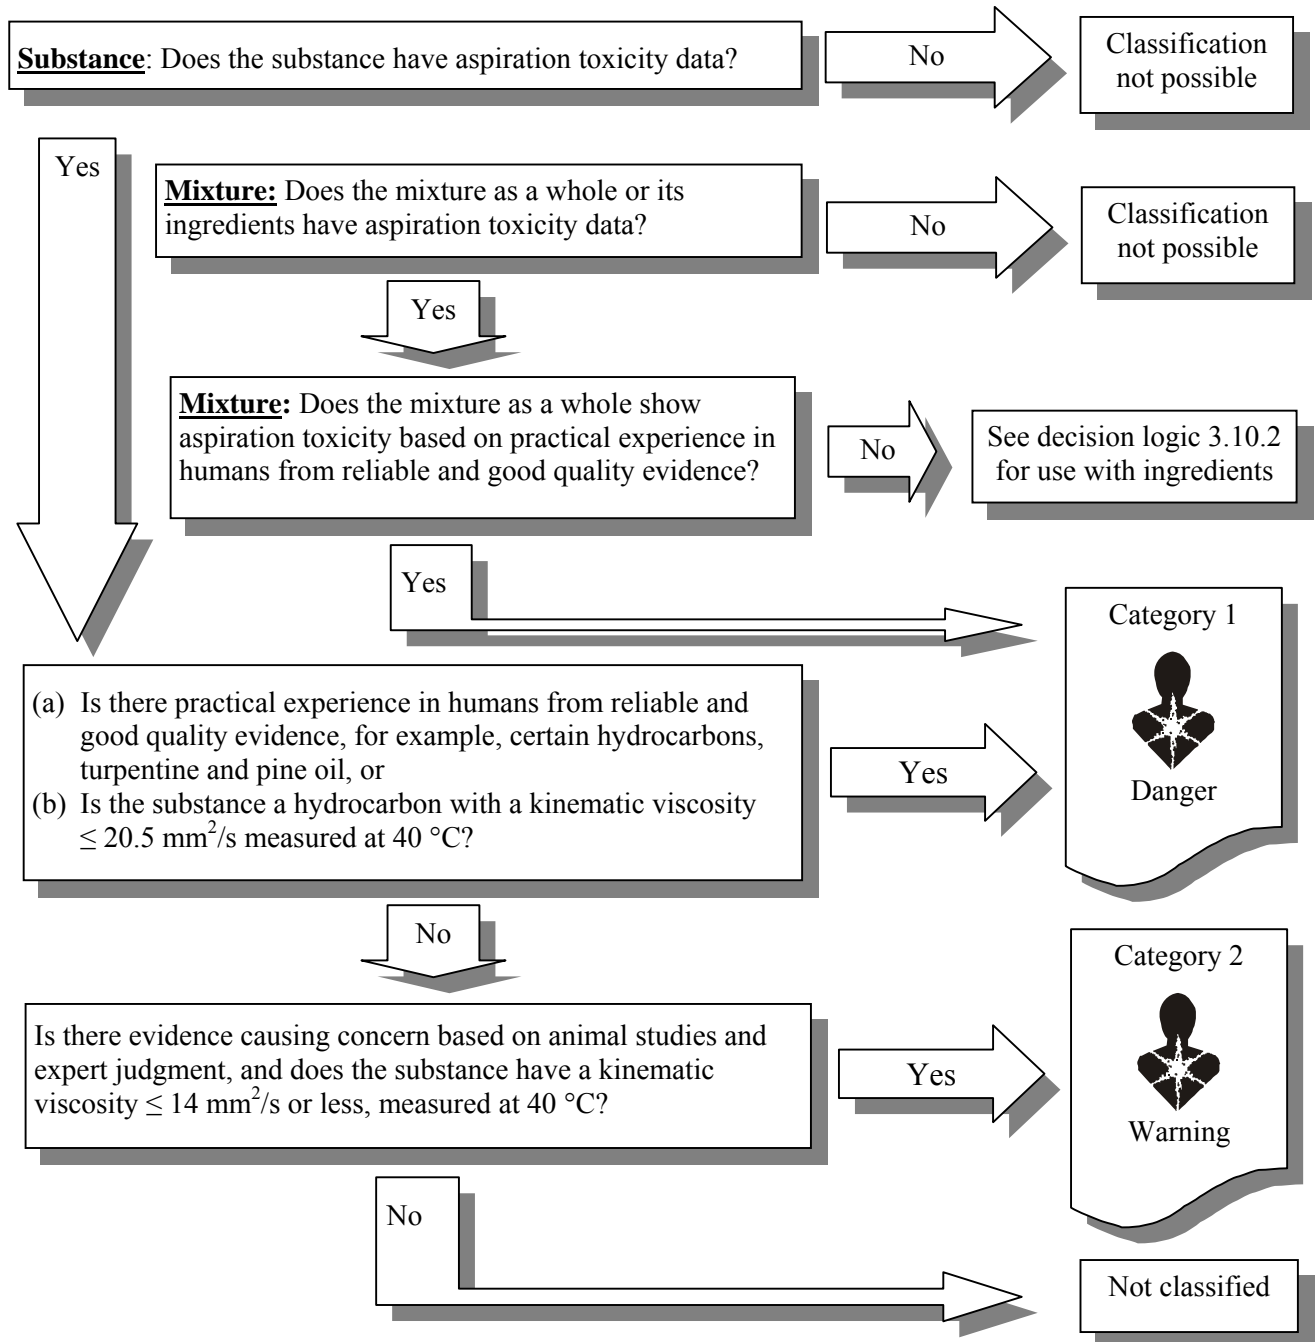 Substance: Does the substance have aspiration toxicity data?
No
Classification
not possible
Yes
Mixture: Does the mixture as a whole or its
ingredients have aspiration toxicity data?
No
Classification
not possible
Yes
Mixture: Does the mixture as a whole show
aspiration toxicity based on practical experience in
humans from reliable and good quality evidence?
No
See decision logic 3.10.2
for use with ingredients
Yes
Category 1
Danger
(a) Is there practical experience in humans from reliable and
good quality evidence, for example, certain hydrocarbons,
turpentine and pine oil, or
(b) Is the substance a hydrocarbon with a kinematic viscosity
≤ 20.5 mm²/s measured at 40 °C?
Yes
No
Category 2
Warning
Is there evidence causing concern based on animal studies and
expert judgment, and does the substance have a kinematic
viscosity ≤ 14 mm²/s or less, measured at 40 °C?
Yes
No
Not classified